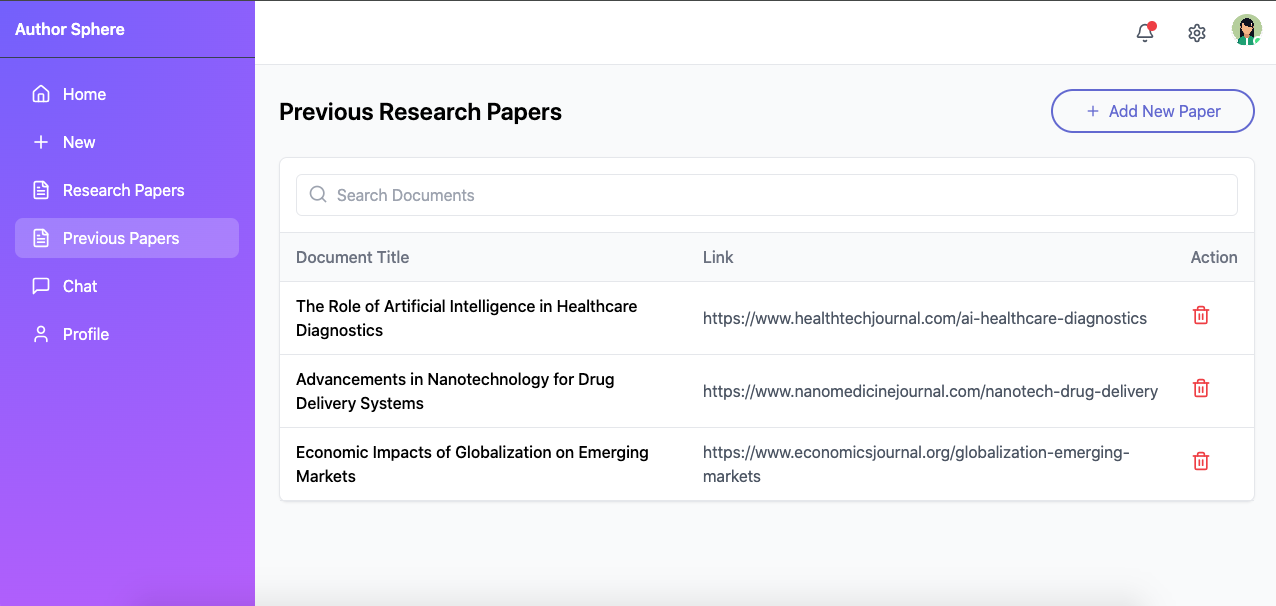 Author Sphere
Home
New
Research Papers
Previous Papers
Chat
Profile
Previous Research Papers
+ Add New Paper
Search Documents
Document Title Link Action
The Role of Artificial Intelligence in Healthcare
Diagnostics
https://www.healthtechjournal.com/ai-healthcare-diagnostics
Advancements in Nanotechnology for Drug
Delivery Systems
https://www.nanomedicinejournal.com/nanotech-drug-delivery
Economic Impacts of Globalization on Emerging
Markets
https://www.economicsjournal.org/globalization-emerging-
markets